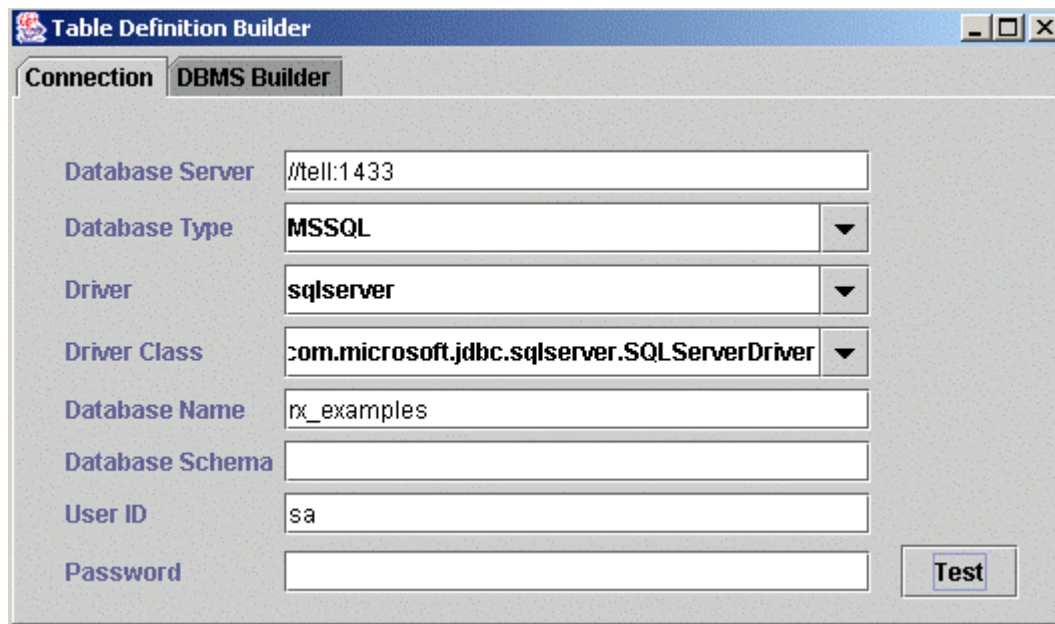 Table Definition Builder
Connection DBMS Builder
Database Server //tell:1433
Database Type MSSQL
Driver sqlserver
Driver Class com.microsoft.jdbc.sqlserver.SQLServerDriver
Database Name rx_examples
Database Schema
User ID sa
Password Test